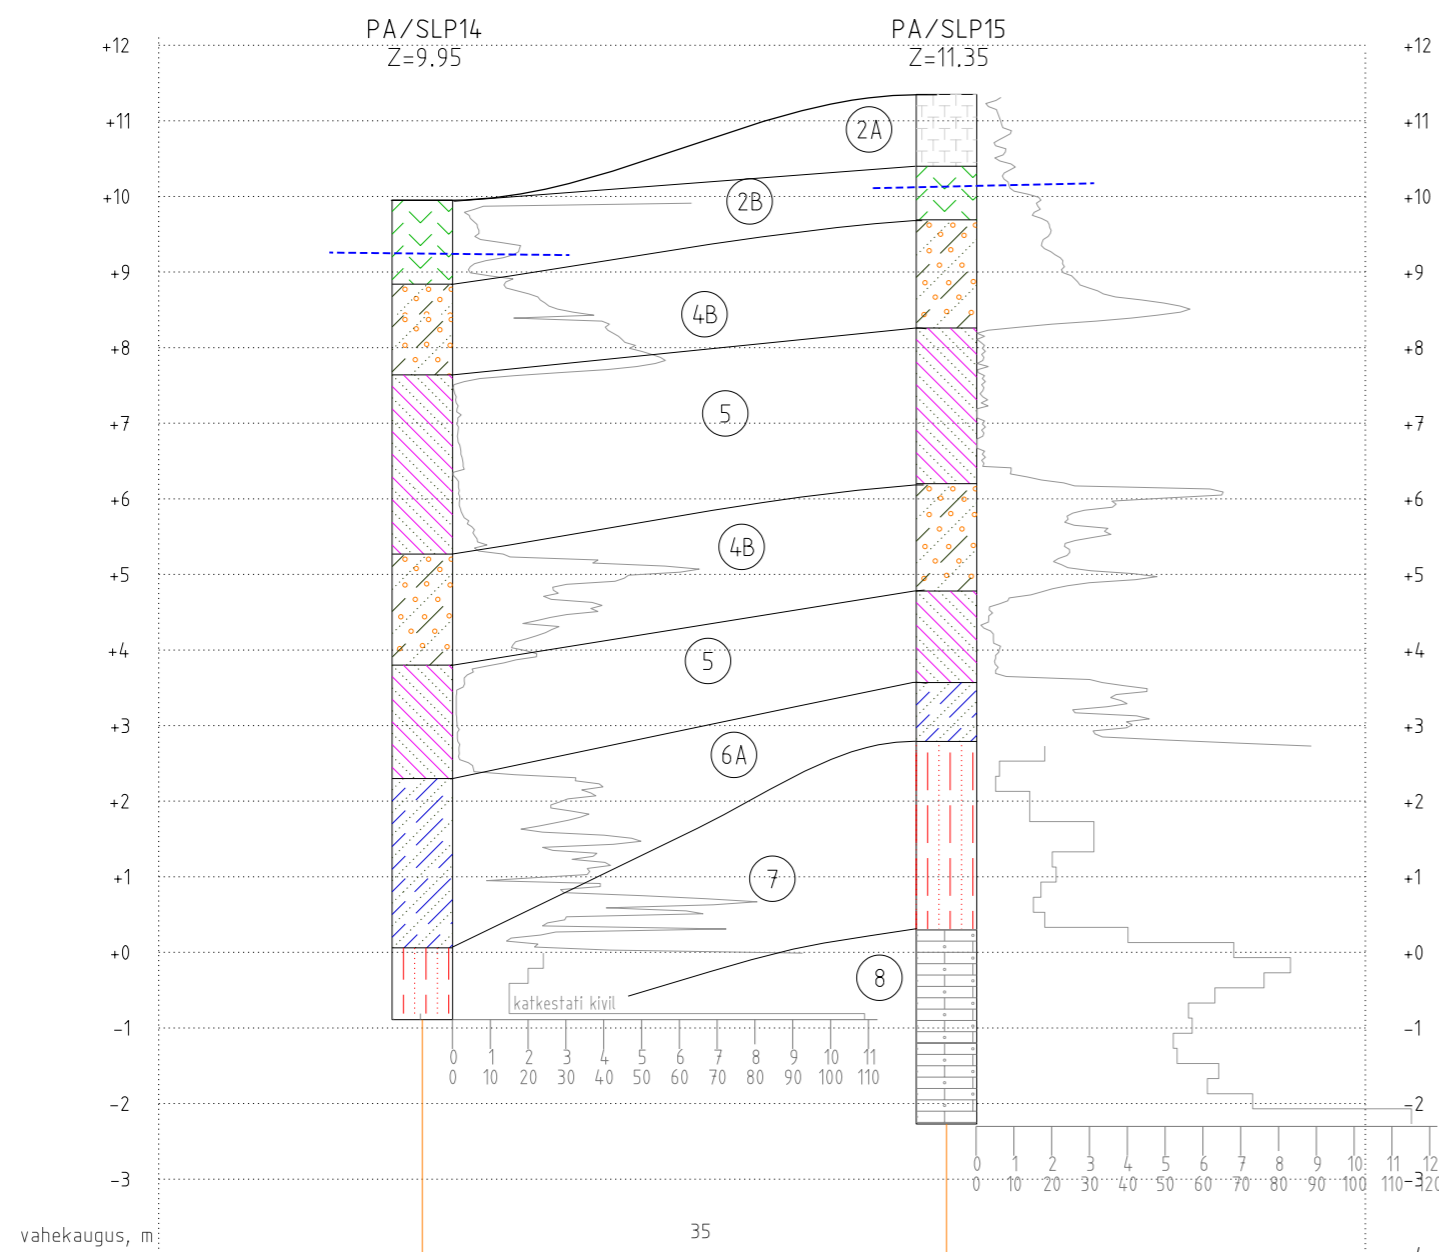 PA/SLP14 PA/SLP15
Z=9.95 Z=11.35
+12 +12
+11 2A +11
+10 2B +10
+9 +9
4B
+8 +8
+7 5 +7
+6 +6
4B
+5 +5
+4 5 +4
+3 +3
6A
+2 +2
+1 7 +1
+0 8 +0
katkestati kivil
-1 -1
0 1 2 3 4 5 6 7 8 9 10 11
0 10 20 30 40 50 60 70 80 90 100 110
-2 -2
0 1 2 3 4 5 6 7 8 9 10 11 12
-3 0 10 20 30 40 50 60 70 80 90 100 110 -3 120
vahekaugus, m 35